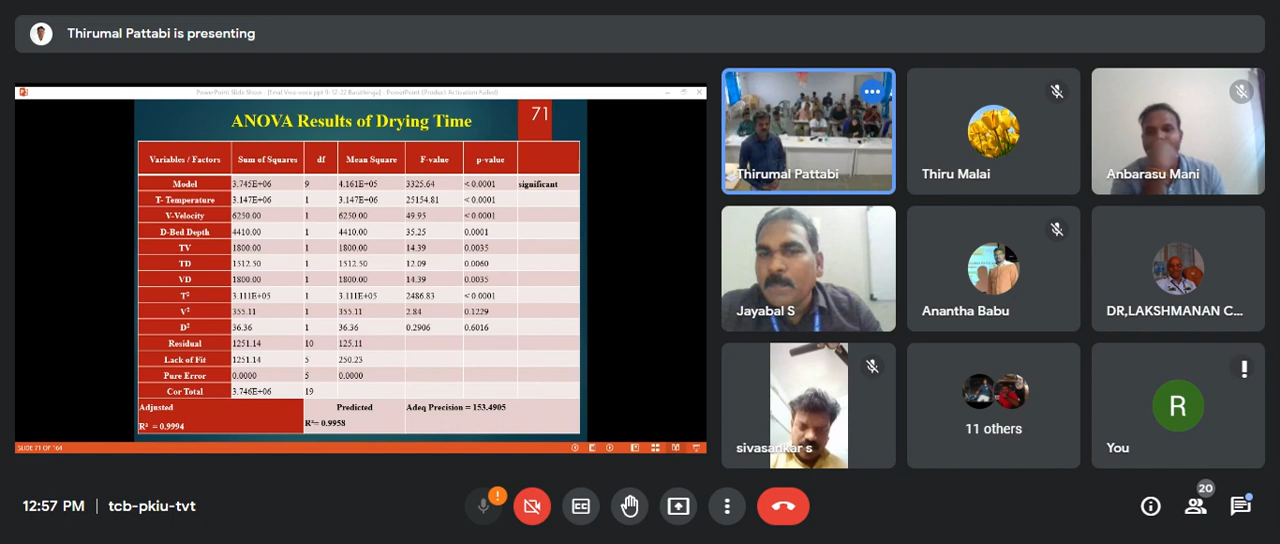 Thirumal Pattabi is presenting
71
ANOVA Results of Drying Time
Variables / Factors Sum of Squares df Mean Square F-value p-value
Model 3.745E+06 9 4.161E+05 3325.64 < 0.0001 significant
T- Temperature 3.147E+06 1 3.147E+06 25154.81 < 0.0001
V-Velocity 6250.00 1 6250.00 49.95 < 0.0001
D-Bed Depth 4410.00 1 4410.00 35.25 0.0001
TV 1800.00 1 1800.00 14.39 0.0035
TD 1512.50 1 1512.50 12.09 0.0060
VD 1800.00 1 1800.00 14.39 0.0035
T² 3.111E+05 1 3.111E+05 2486.83 < 0.0001
V² 355.11 1 355.11 2.84 0.1229
D² 36.36 1 36.36 0.2906 0.6016
Residual 1251.14 10 125.11
Lack of Fit 1251.14 5 250.23
Pure Error 0.0000 5 0.0000
Cor Total 3.746E+06 19
Adjusted Predicted Adeq Precision = 153.4905
R² = 0.9994 R²= 0.9958
SLIDE 71 OF 164
Thirumal Pattabi
Thiru Malai
Anbarasu Mani
Jayabal S
Anantha Babu
DR,LAKSHMANAN C...
sivasankar s
11 others
R
You
12:57 PM | tcb-pkiu-tvt
CC
20